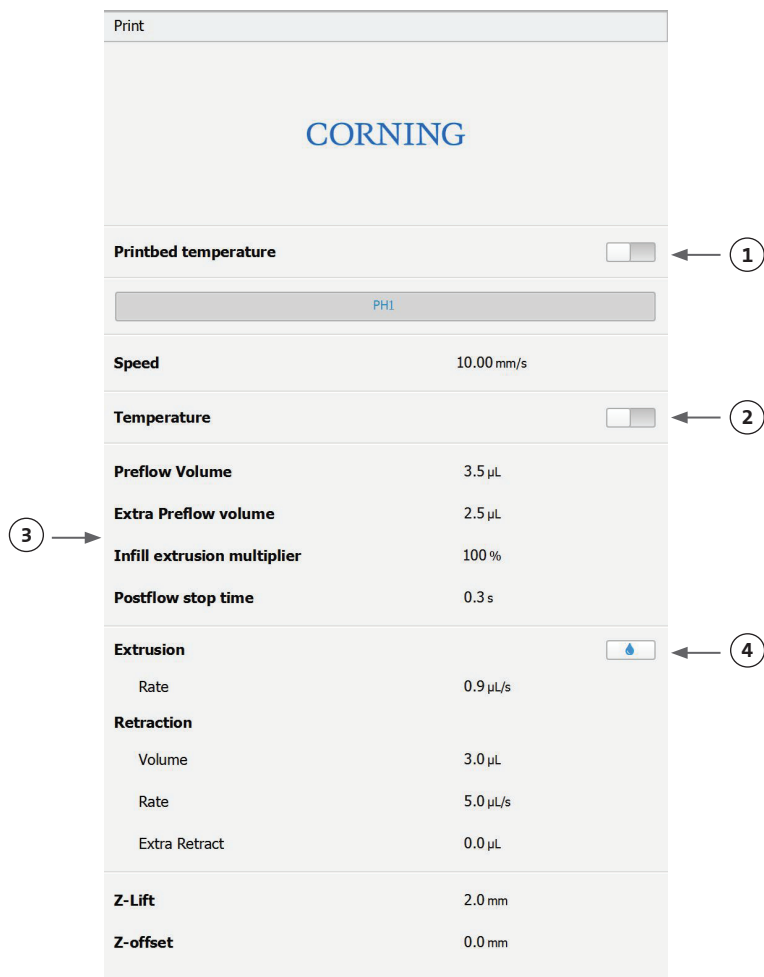 Print
CORNING
Printbed temperature
1
PH1
Speed 10.00 mm/s
Temperature
2
Preflow Volume 3.5 µL
Extra Preflow volume 2.5 µL
3
Infill extrusion multiplier 100 %
Postflow stop time 0.3 s
Extrusion
4
Rate 0.9 µL/s
Retraction
Volume 3.0 µL
Rate 5.0 µL/s
Extra Retract 0.0 µL
Z-Lift 2.0 mm
Z-offset 0.0 mm